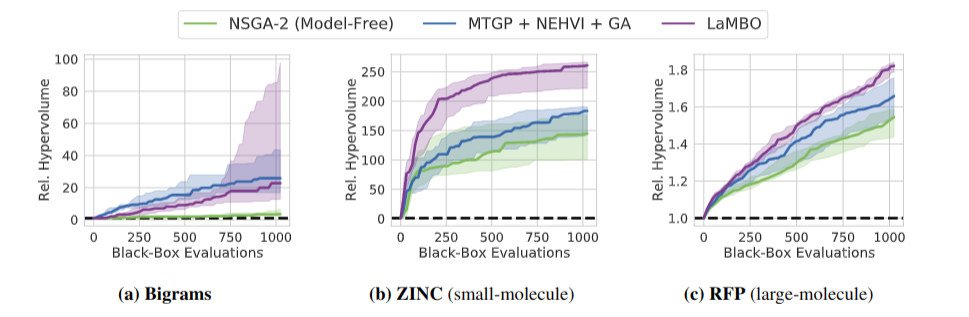 NSGA-2 (Model-Free) MTGP + NEHVI + GA LaMBO
Rel. Hypervolume
100
80
60
40
20
0
0 250 500 750 1000
Black-Box Evaluations
(a) Bigrams
Rel. Hypervolume
250
200
150
100
50
0
0 250 500 750 1000
Black-Box Evaluations
(b) ZINC (small-molecule)
Rel. Hypervolume
1.8
1.6
1.4
1.2
1.0
0 250 500 750 1000
Black-Box Evaluations
(c) RFP (large-molecule)